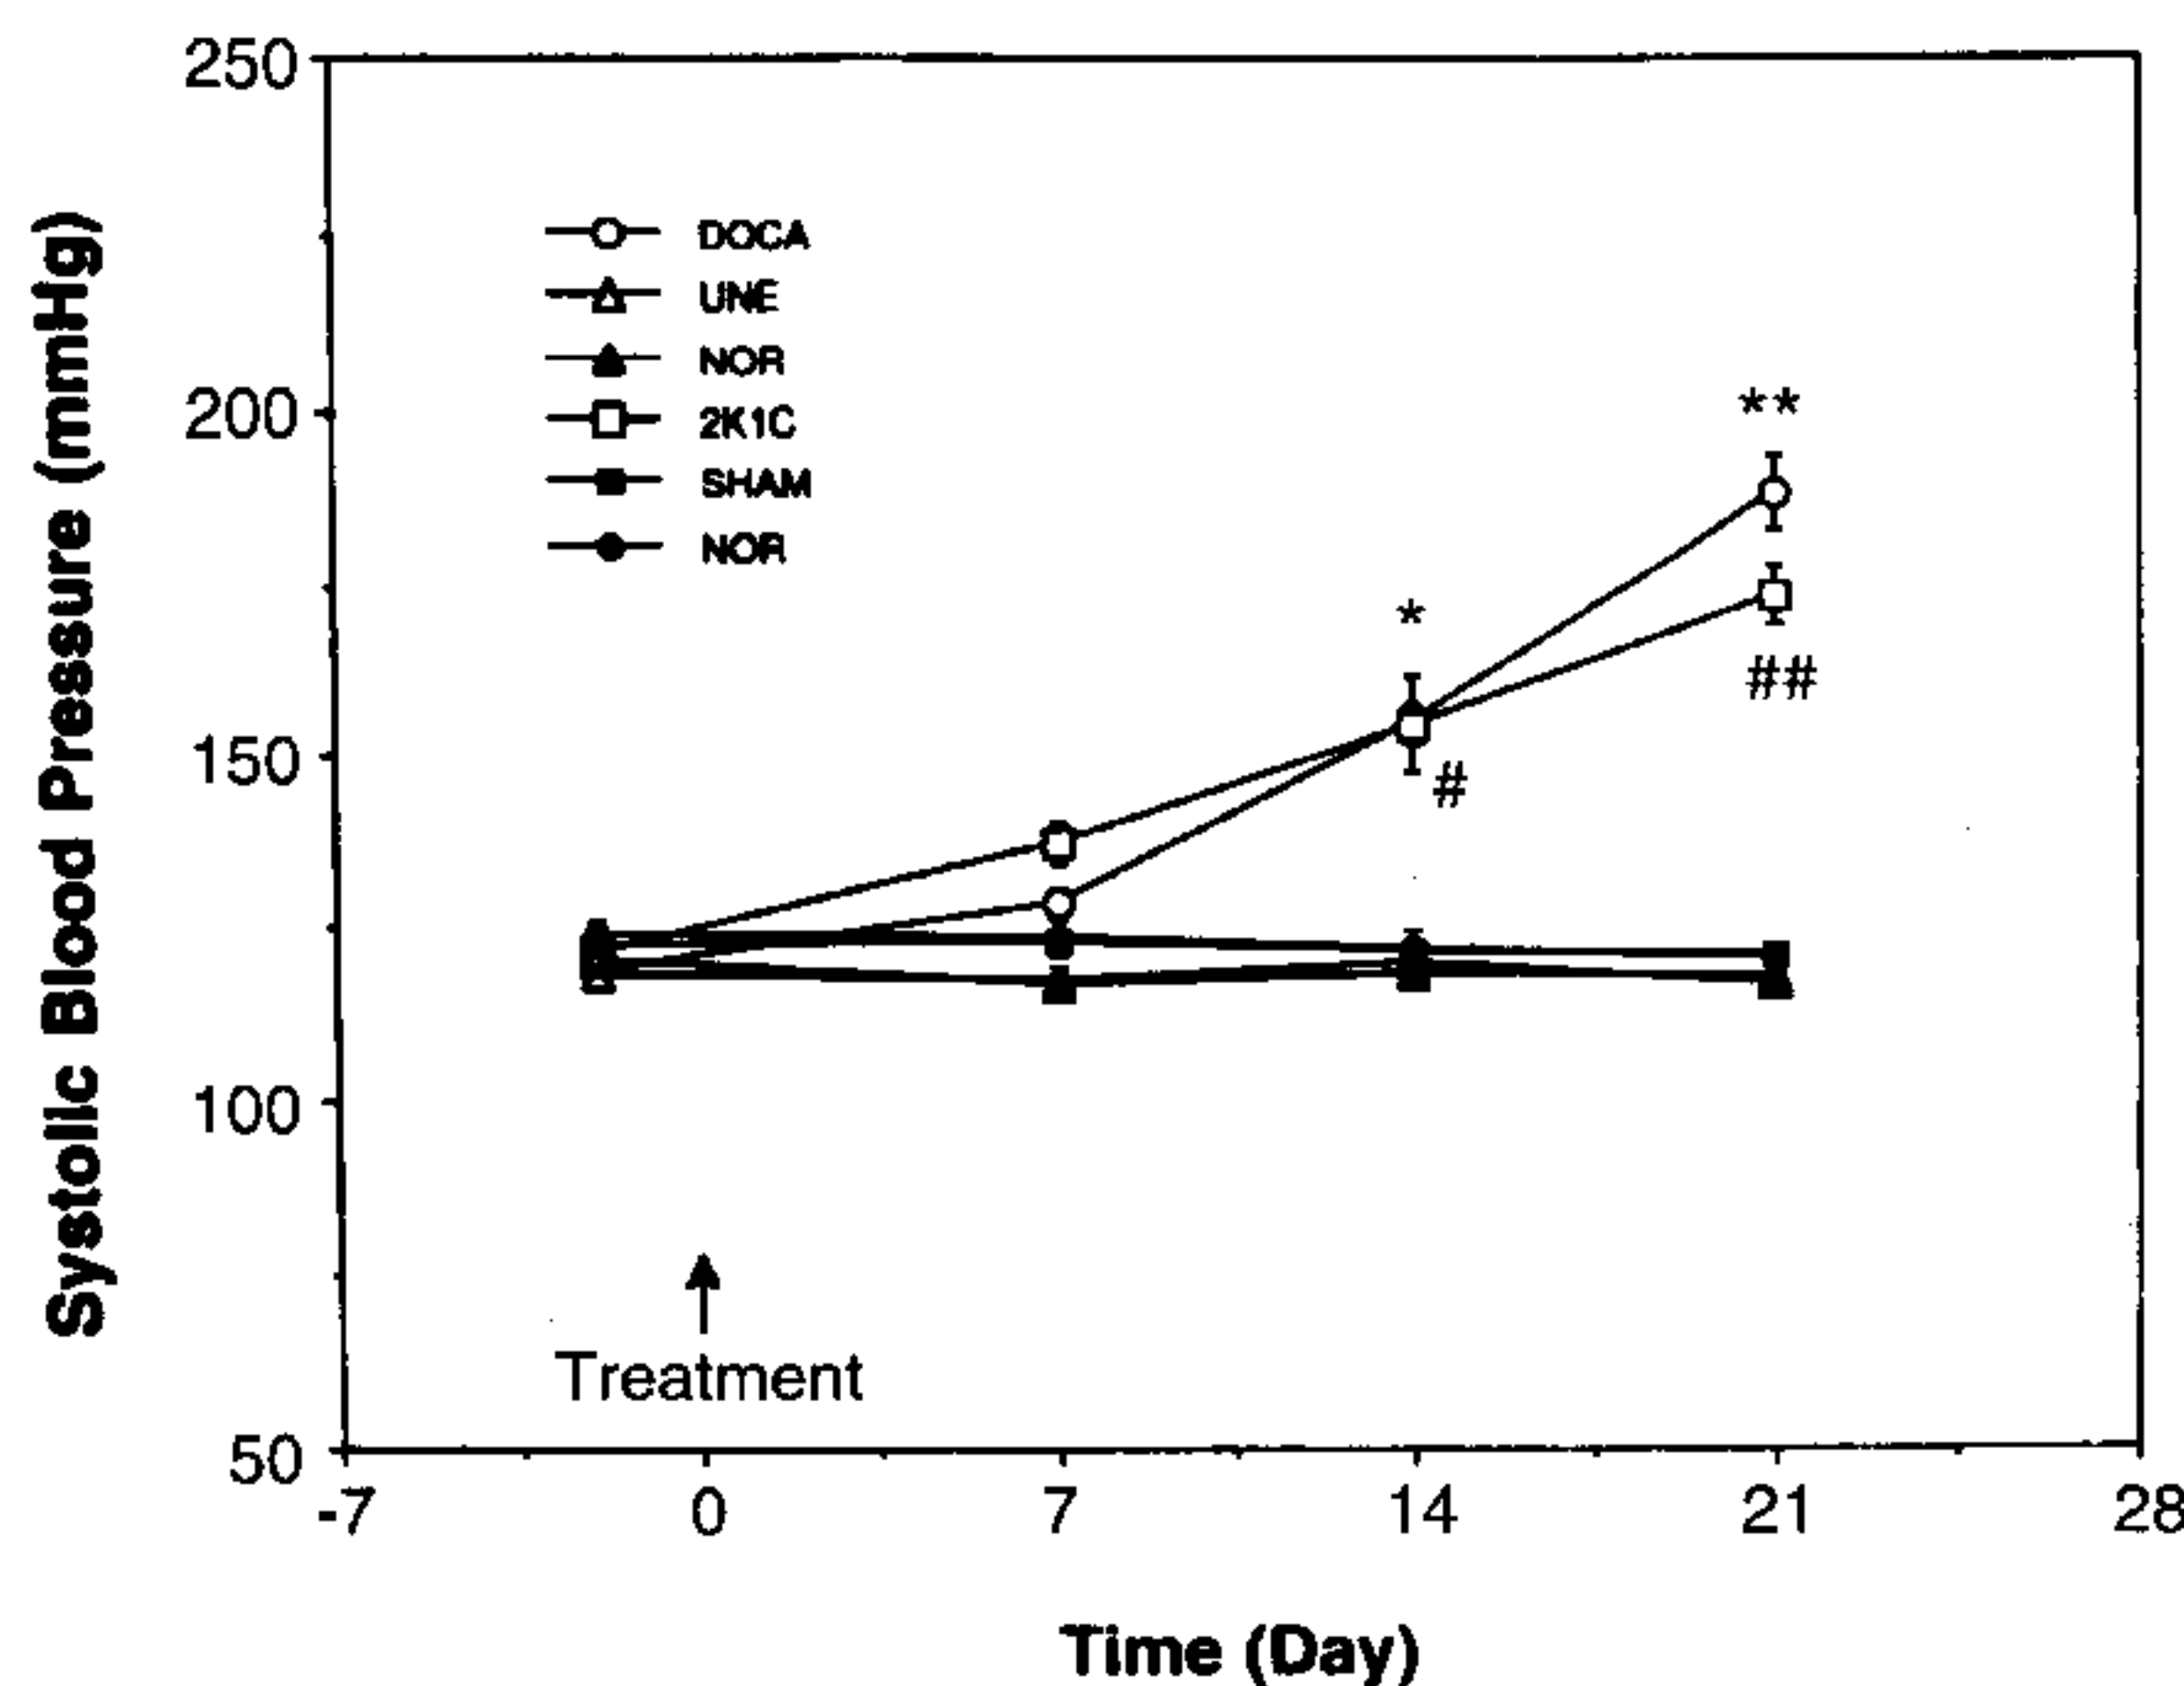 250
200
150
100
50
Systolic Blood Pressure (mmHg)
DOCA
UNE
NOR
2K1C
SHAM
NOR
**
*
##
#
Treatment
-7 0 7 14 21 28
Time (Day)